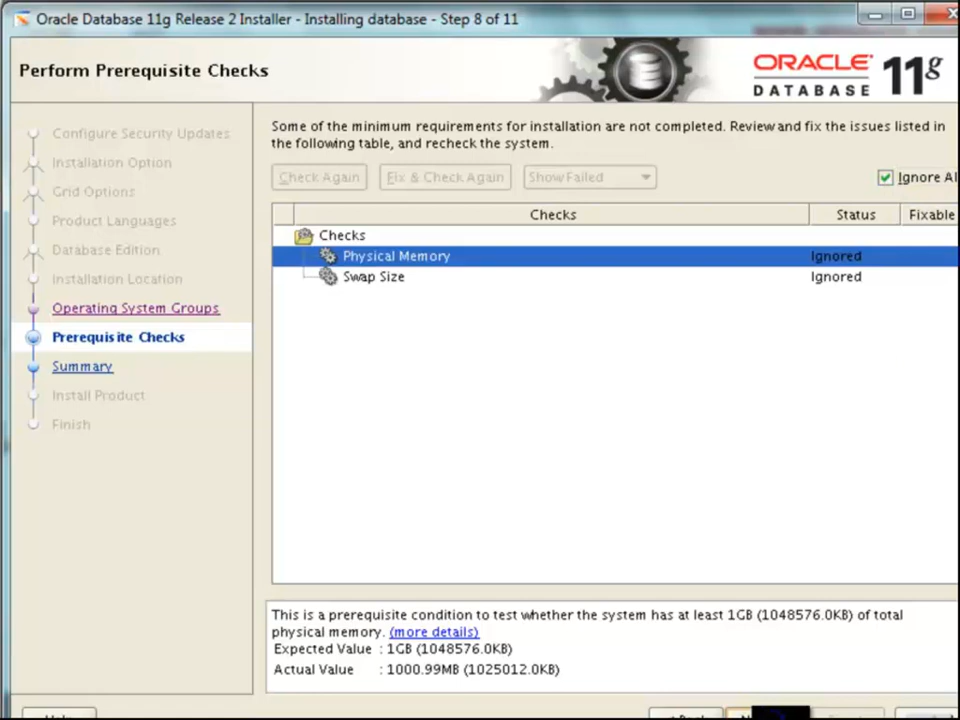 Oracle Database 11g Release 2 Installer - Installing database - Step 8 of 11
Perform Prerequisite Checks
ORACLE
DATABASE
11g
Configure Security Updates
Installation Option
Grid Options
Product Languages
Database Edition
Installation Location
Operating System Groups
Prerequisite Checks
Summary
Install Product
Finish
Some of the minimum requirements for installation are not completed. Review and fix the issues listed in
the following table, and recheck the system.
Check Again
Fix & Check Again
Show Failed
Ignore Al
Checks Status Fixable
Checks
Physical Memory Ignored
Swap Size Ignored
This is a prerequisite condition to test whether the system has at least 1GB (1048576.0KB) of total
physical memory. (more details)
Expected Value : 1GB (1048576.0KB)
Actual Value : 1000.99MB (1025012.0KB)